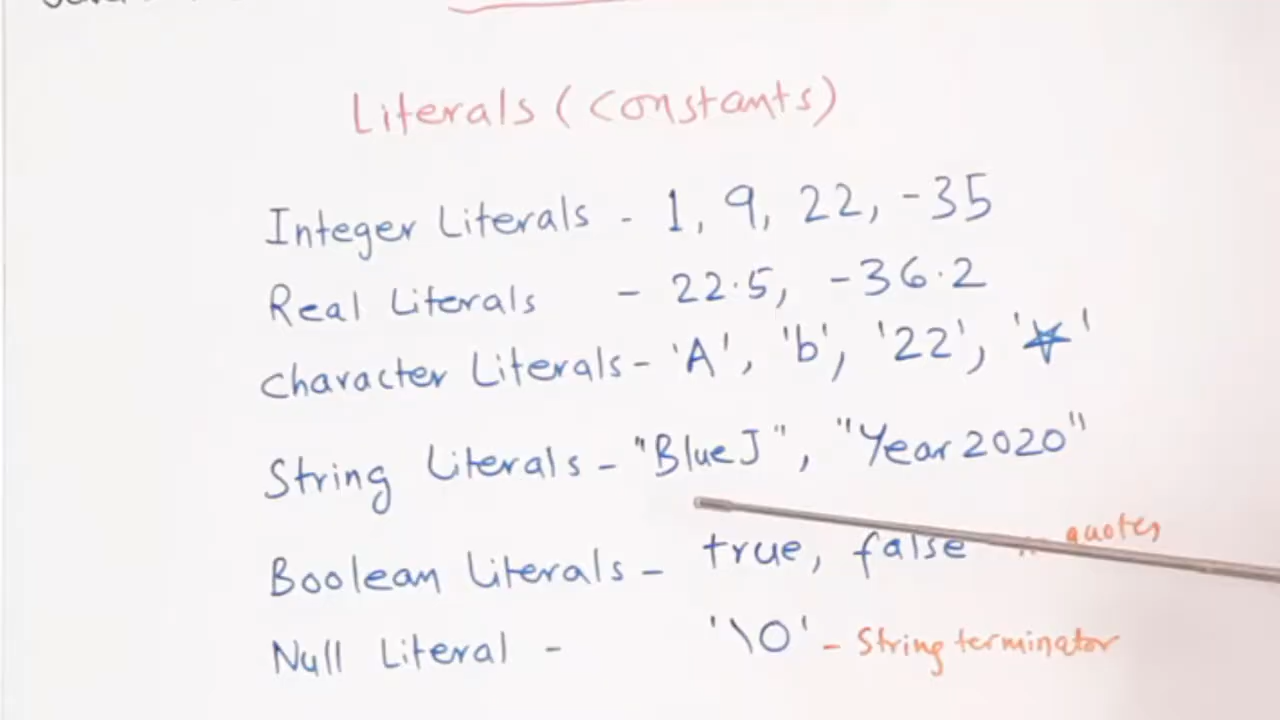 Literals (Constants)
Integer Literals - 1, 9, 22, -35
Real Literals - 22.5, -36.2
Character Literals - 'A', 'b', '22', '☆'
String Literals - "BlueJ", "Year 2020"
Boolean Literals - true, false quotes
Null Literal - '\0' - String terminator